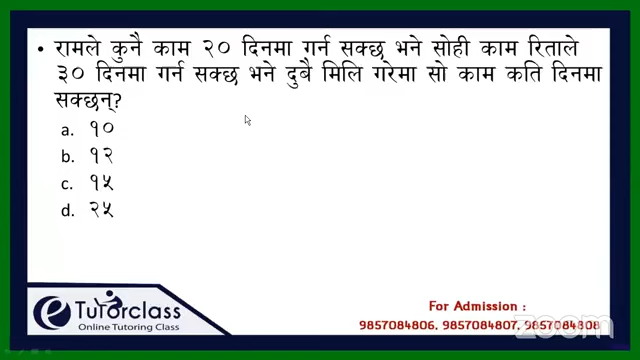 • रामले कुनै काम २० दिनमा गर्न सक्छ भने सोही काम रिताले
३० दिनमा गर्न सक्छ भने दुबै मिलि गरेमा सो काम कति दिनमा
सक्छन्?
a. १०
b. १२
c. १५
d. २५
e Tutorclass
Online Tutoring Class
For Admission :
9857084806, 9857084807, 9857084808
zoom